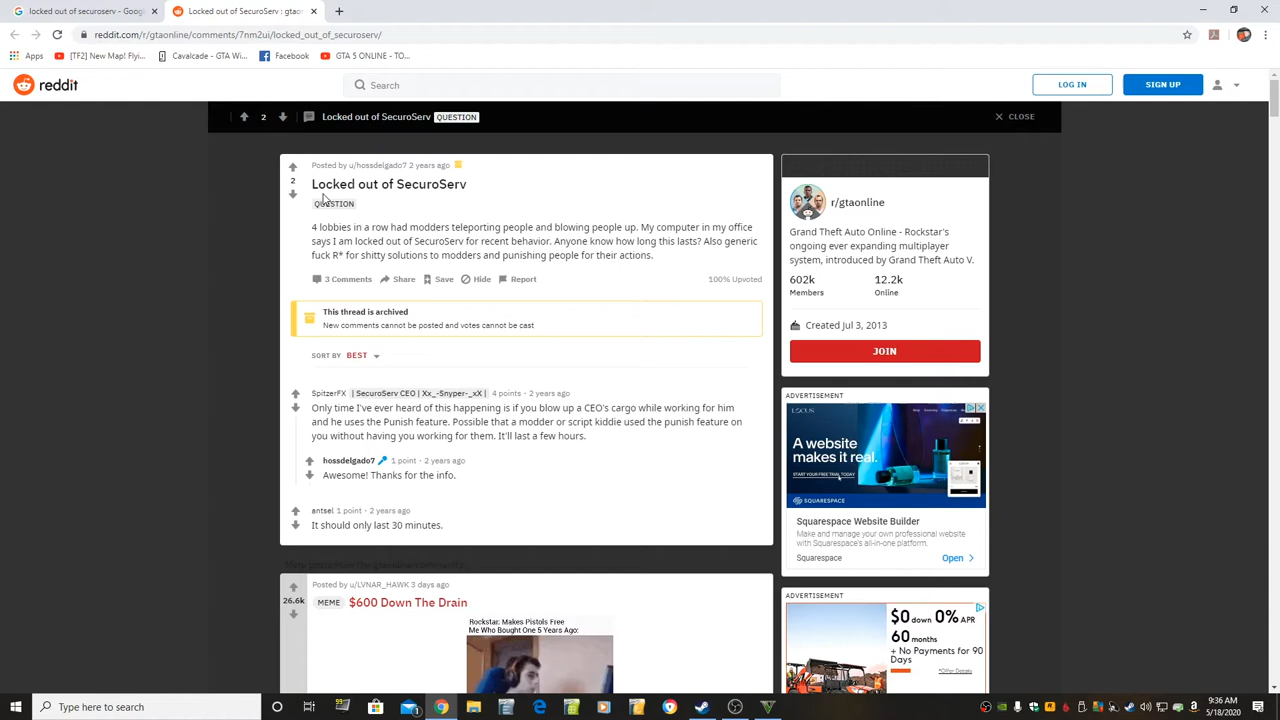 locked out of securoserv - Googl
Locked out of SecuroServ : gtaon
reddit.com/r/gtaonline/comments/7nm2ui/locked_out_of_securoserv/
Apps
[TF2] New Map! Flyi...
Cavalcade - GTA Wi...
Facebook
GTA 5 ONLINE - TO...
reddit
Search
LOG IN
SIGN UP
2
Locked out of SecuroServ QUESTION
CLOSE
Posted by u/hossdelgado7 2 years ago
2
Locked out of SecuroServ
QUESTION
4 lobbies in a row had modders teleporting people and blowing people up. My computer in my office
says I am locked out of SecuroServ for recent behavior. Anyone know how long this lasts? Also generic
fuck R* for shitty solutions to modders and punishing people for their actions.
3 Comments Share Save Hide Report 100% Upvoted
This thread is archived
New comments cannot be posted and votes cannot be cast
SORT BY BEST
SpitzerFX | SecuroServ CEO | Xx_-Snyper-_xX | 4 points · 2 years ago
Only time I've ever heard of this happening is if you blow up a CEO's cargo while working for him
and he uses the Punish feature. Possible that a modder or script kiddie used the punish feature on
you without having you working for them. It'll last a few hours.
hossdelgado7 1 point · 2 years ago
Awesome! Thanks for the info.
antsel 1 point · 2 years ago
It should only last 30 minutes.
Posted by u/LVNAR_HAWK 3 days ago
26.6k
MEME $600 Down The Drain
Rockstar: Makes Pistols Free
Me Who Bought One 5 Years Ago:
r/gtaonline
Grand Theft Auto Online - Rockstar's
ongoing ever expanding multiplayer
system, introduced by Grand Theft Auto V.
602k 12.2k
Members Online
Created Jul 3, 2013
JOIN
ADVERTISEMENT
A website
makes it real.
START YOUR FREE TRIAL TODAY
SQUARESPACE
Squarespace Website Builder
Make and manage your own professional website
with Squarespace's all-in-one platform.
Squarespace Open
ADVERTISEMENT
$0 down 0% APR
60 months
+ No Payments for 90
Days
*Offer Details
Type here to search
9:36 AM
5/18/2020